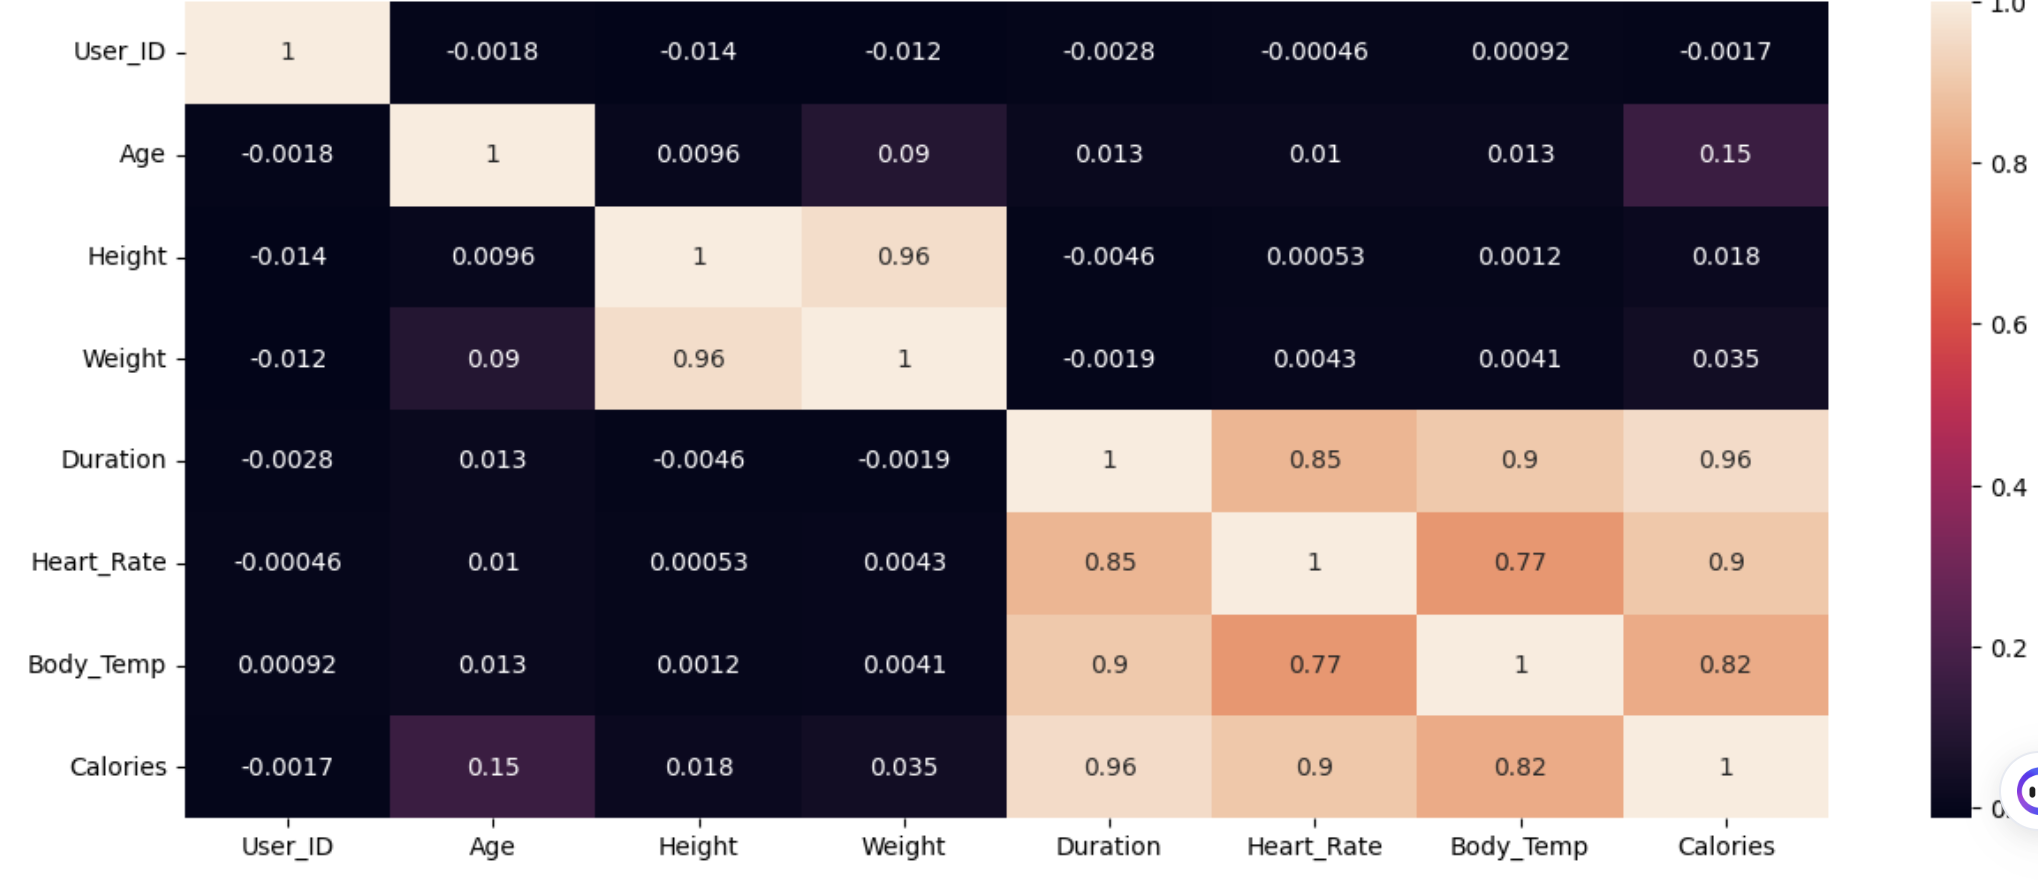 1.0
User_ID 1 -0.0018 -0.014 -0.012 -0.0028 -0.00046 0.00092 -0.0017
Age -0.0018 1 0.0096 0.09 0.013 0.01 0.013 0.15
0.8
Height -0.014 0.0096 1 0.96 -0.0046 0.00053 0.0012 0.018
0.6
Weight -0.012 0.09 0.96 1 -0.0019 0.0043 0.0041 0.035
Duration -0.0028 0.013 -0.0046 -0.0019 1 0.85 0.9 0.96
0.4
Heart_Rate -0.00046 0.01 0.00053 0.0043 0.85 1 0.77 0.9
0.2
Body_Temp 0.00092 0.013 0.0012 0.0041 0.9 0.77 1 0.82
Calories -0.0017 0.15 0.018 0.035 0.96 0.9 0.82 1
User_ID Age Height Weight Duration Heart_Rate Body_Temp Calories